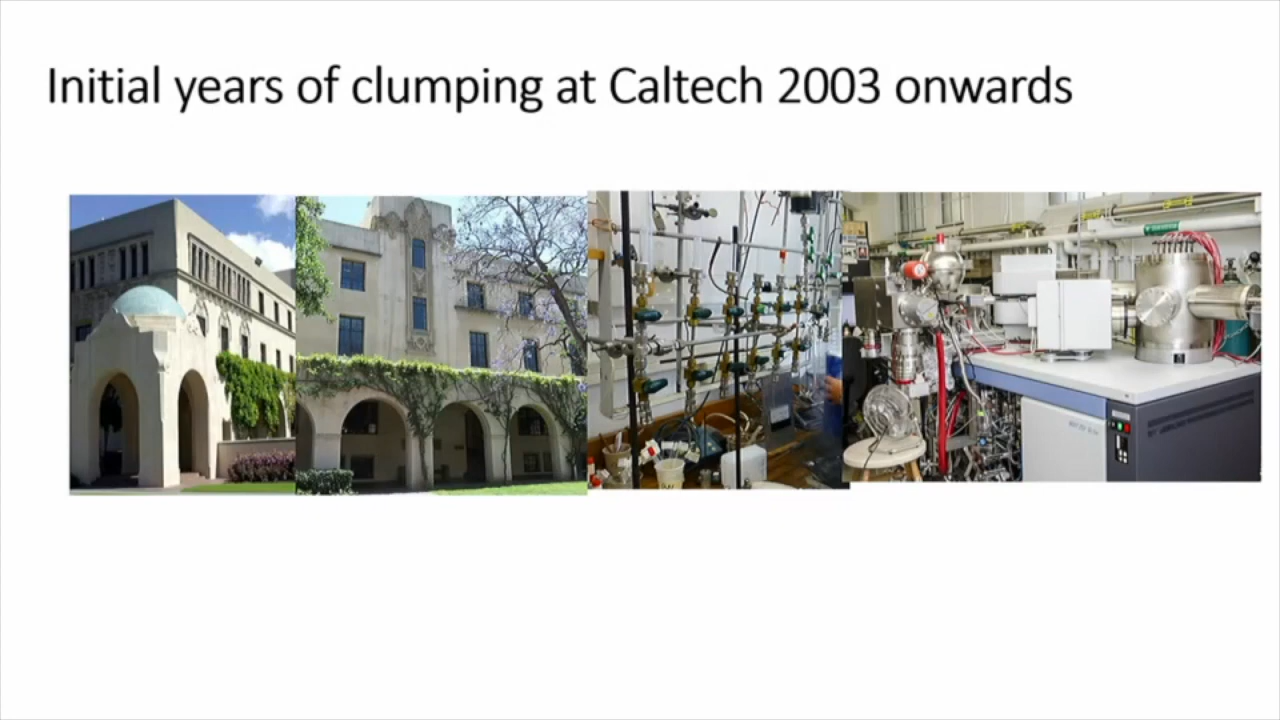 Initial years of clumping at Caltech 2003 onwards